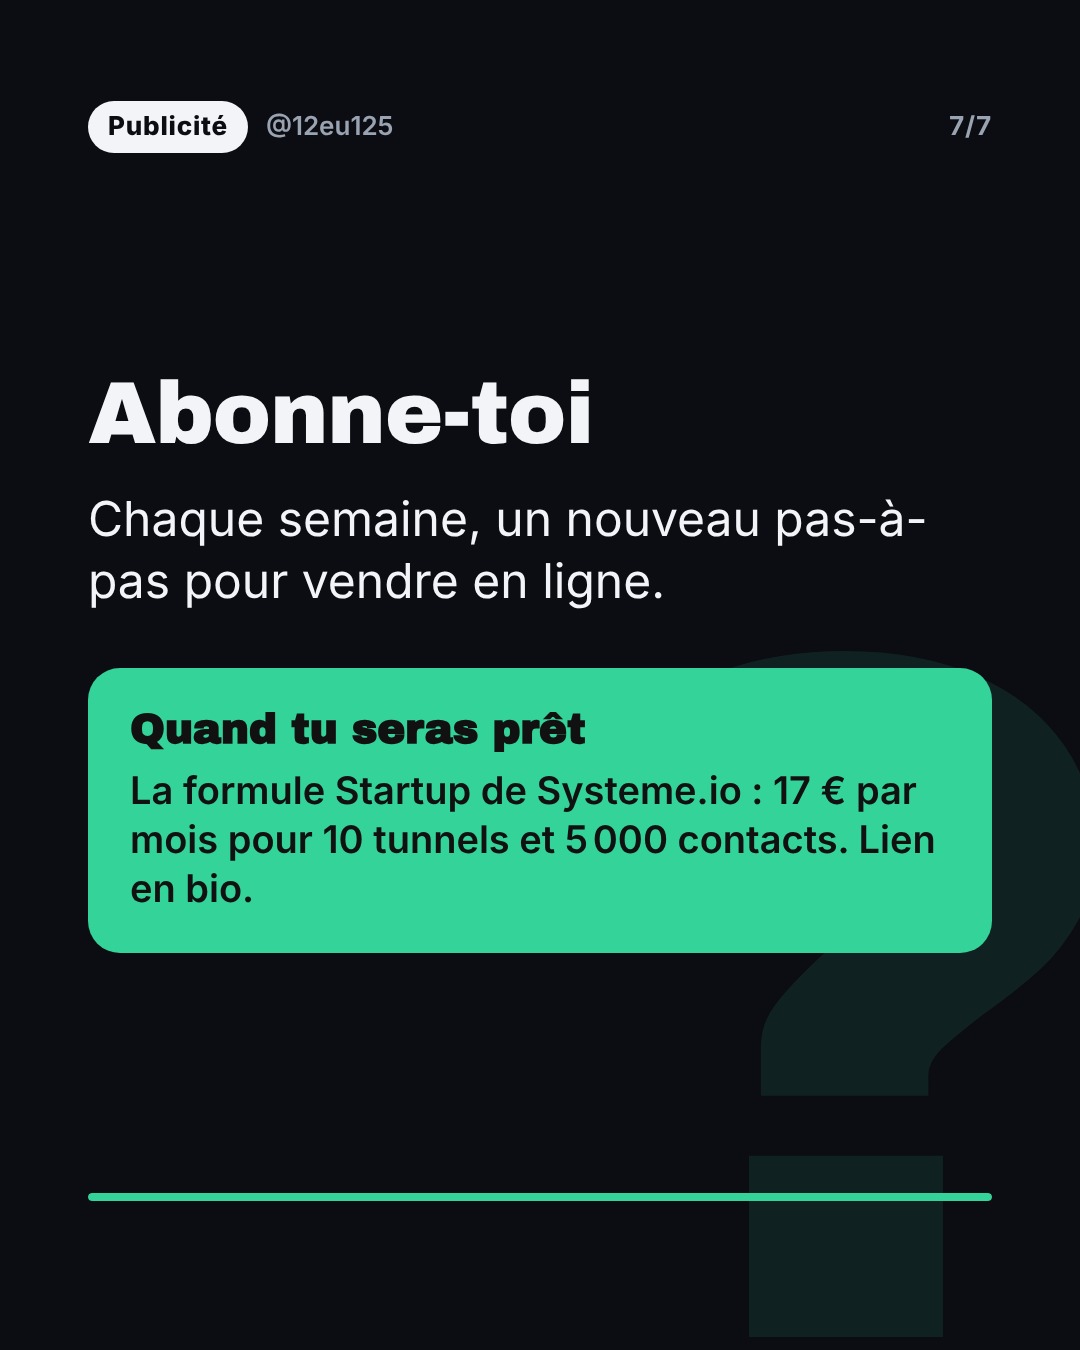 Publicité @12eu125 7/7
Abonne-toi
Chaque semaine, un nouveau pas-à-
pas pour vendre en ligne.
Quand tu seras prêt
La formule Startup de Systeme.io : 17 € par
mois pour 10 tunnels et 5 000 contacts. Lien
en bio.
?